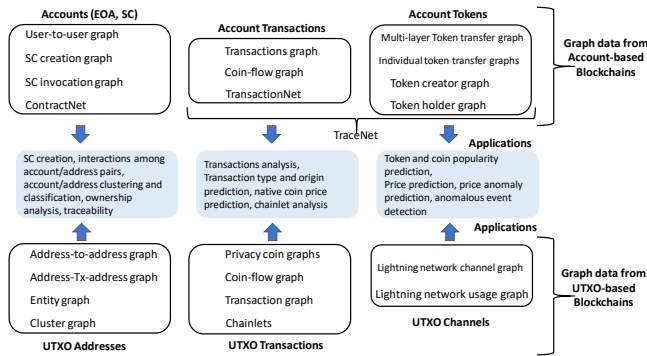 Accounts (EOA, SC)
User-to-user graph
SC creation graph
SC invocation graph
ContractNet
Account Transactions
Transactions graph
Coin-flow graph
TransactionNet
Account Tokens
Multi-layer Token transfer graph
Individual token transfer graphs
Token creator graph
Token holder graph
Graph data from
Account-based
Blockchains
TraceNet
Applications
SC creation, interactions among
account/address pairs,
account/address clustering and
classification, ownership
analysis, traceability
Transactions analysis,
Transaction type and origin
prediction, native coin price
prediction, chainlet analysis
Token and coin popularity
prediction,
Price prediction, price anomaly
prediction, anomalous event
detection
Applications
Address-to-address graph
Address-Tx-address graph
Entity graph
Cluster graph
UTXO Addresses
Privacy coin graphs
Coin-flow graph
Transaction graph
Chainlets
UTXO Transactions
Lightning network channel graph
Lightning network usage graph
UTXO Channels
Graph data from
UTXO-based
Blockchains